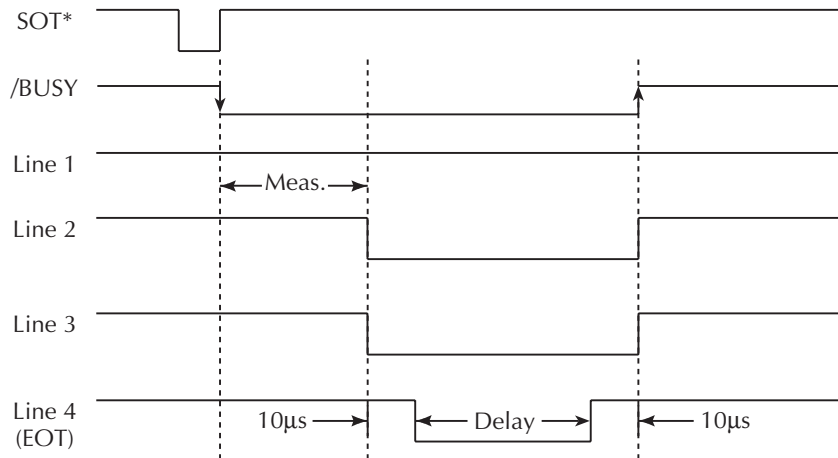 SOT*
/BUSY
Line 1
Meas.
Line 2
Line 3
Line 4
(EOT)
10µs
Delay
10µs